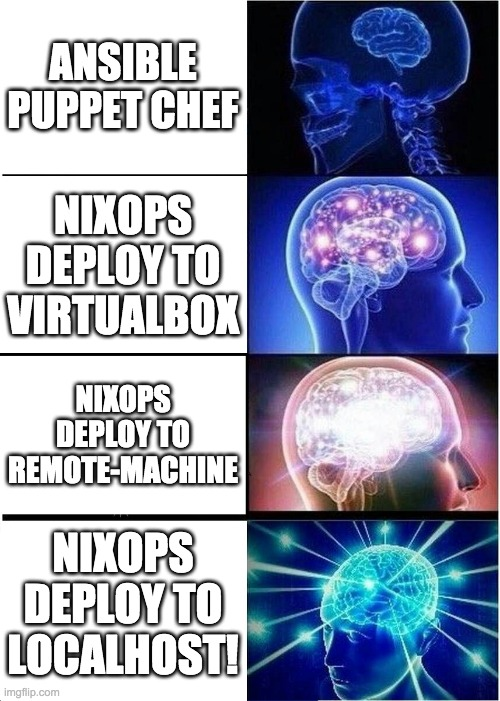 ANSIBLE
PUPPET CHEF
NIXOPS
DEPLOY TO
VIRTUALBOX
NIXOPS
DEPLOY TO
REMOTE-MACHINE
NIXOPS
DEPLOY TO
LOCALHOST!
imgflip.com